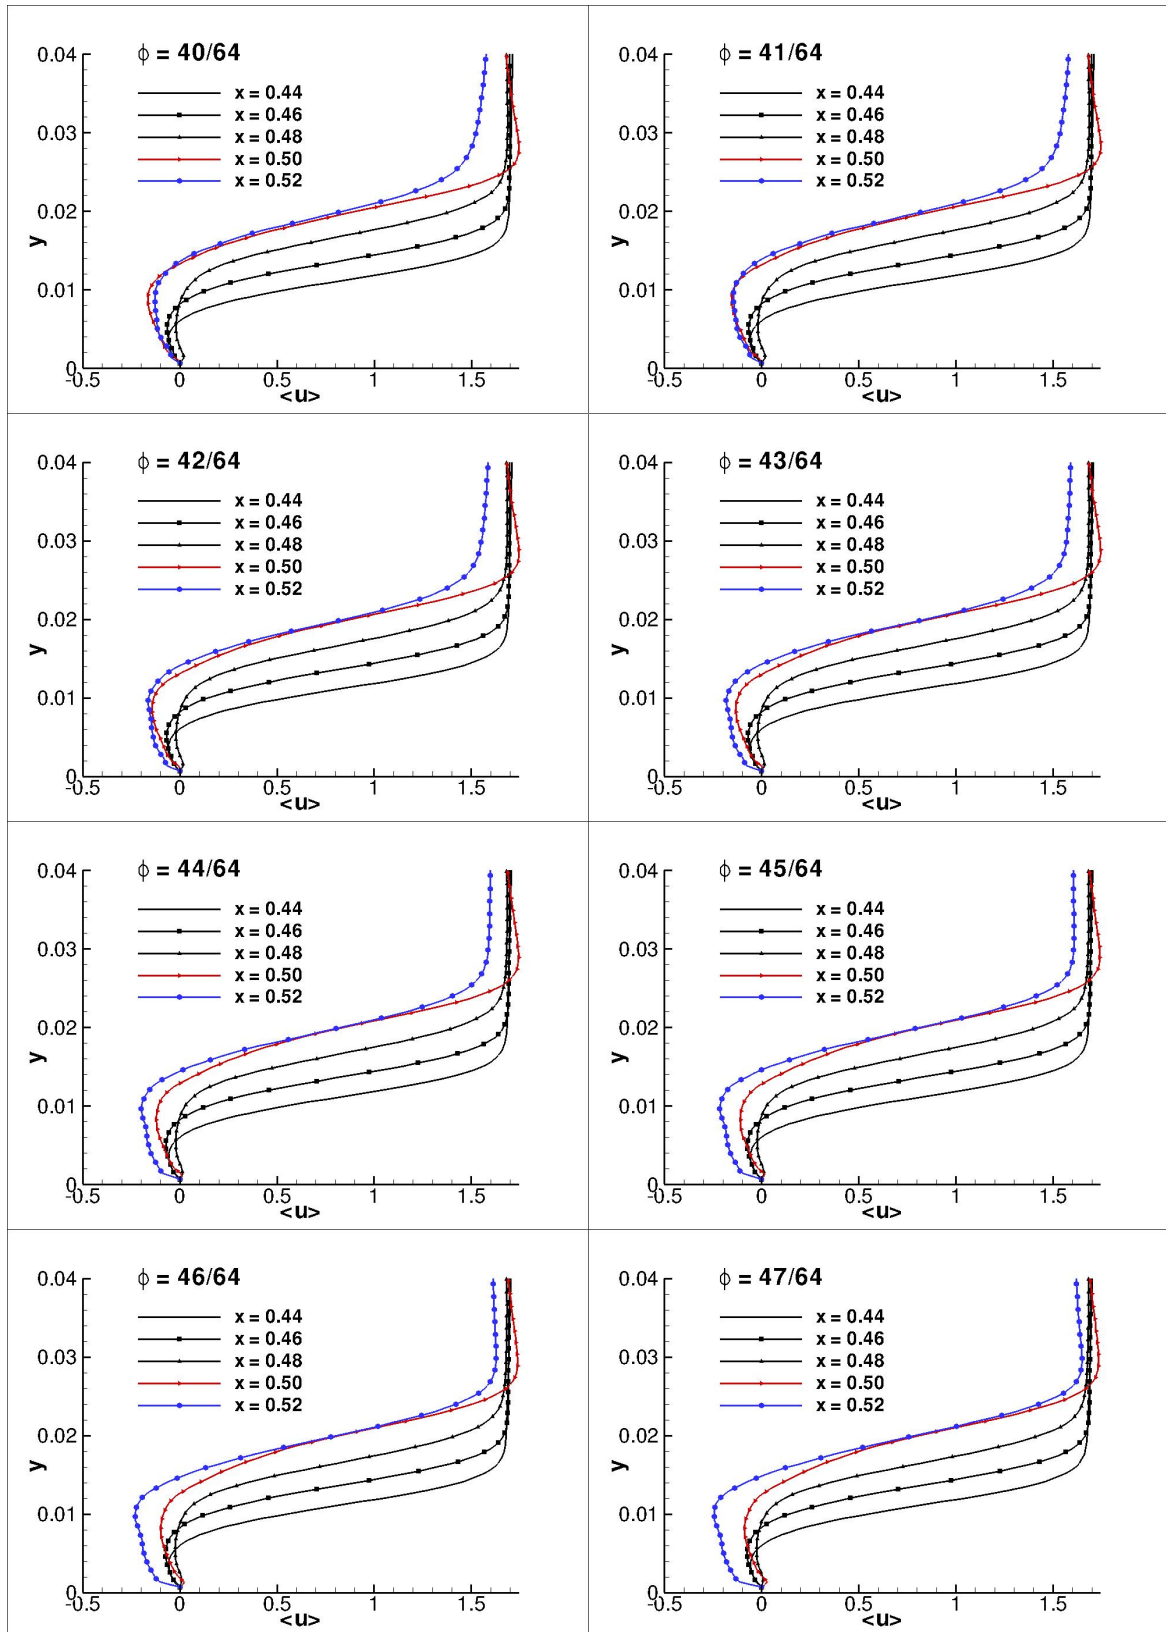 0.04
ϕ = 40/64
x = 0.44
x = 0.46
0.03
x = 0.48
x = 0.50
x = 0.52
0.02
y
0.01
0
-0.5 0 0.5 1 1.5
<u>
0.04
ϕ = 41/64
x = 0.44
x = 0.46
0.03
x = 0.48
x = 0.50
x = 0.52
0.02
y
0.01
0
-0.5 0 0.5 1 1.5
<u>
0.04
ϕ = 42/64
x = 0.44
x = 0.46
0.03
x = 0.48
x = 0.50
x = 0.52
0.02
y
0.01
0
-0.5 0 0.5 1 1.5
<u>
0.04
ϕ = 43/64
x = 0.44
x = 0.46
0.03
x = 0.48
x = 0.50
x = 0.52
0.02
y
0.01
0
-0.5 0 0.5 1 1.5
<u>
0.04
ϕ = 44/64
x = 0.44
x = 0.46
0.03
x = 0.48
x = 0.50
x = 0.52
0.02
y
0.01
0
-0.5 0 0.5 1 1.5
<u>
0.04
ϕ = 45/64
x = 0.44
x = 0.46
0.03
x = 0.48
x = 0.50
x = 0.52
0.02
y
0.01
0
-0.5 0 0.5 1 1.5
<u>
0.04
ϕ = 46/64
x = 0.44
x = 0.46
0.03
x = 0.48
x = 0.50
x = 0.52
0.02
y
0.01
0
-0.5 0 0.5 1 1.5
<u>
0.04
ϕ = 47/64
x = 0.44
x = 0.46
0.03
x = 0.48
x = 0.50
x = 0.52
0.02
y
0.01
0
-0.5 0 0.5 1 1.5
<u>